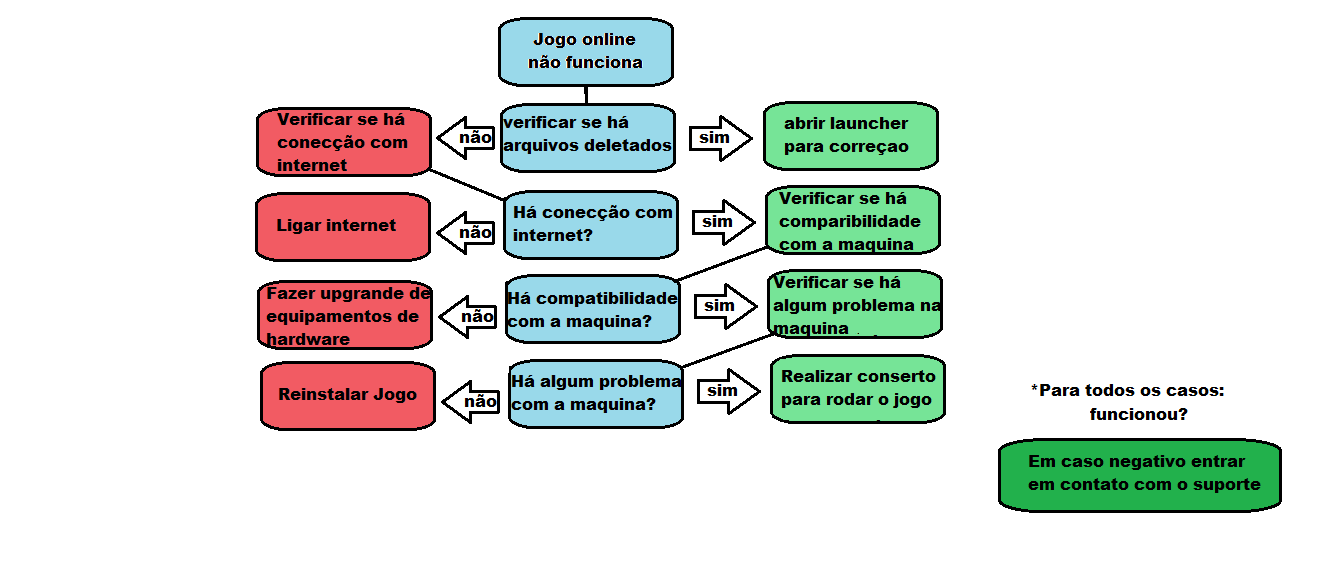 Jogo online
não funciona
Verificar se há
conecção com
internet
não
verificar se há
arquivos deletados
sim
abrir launcher
para correçao
Ligar internet
não
Há conecção com
internet?
sim
Verificar se há
comparibilidade
com a maquina
Fazer upgrande de
equipamentos de
hardware
não
Há compatibilidade
com a maquina?
sim
Verificar se há
algum problema na
maquina
Reinstalar Jogo
não
Há algum problema
com a maquina?
sim
Realizar conserto
para rodar o jogo
*Para todos os casos:
funcionou?
Em caso negativo entrar
em contato com o suporte